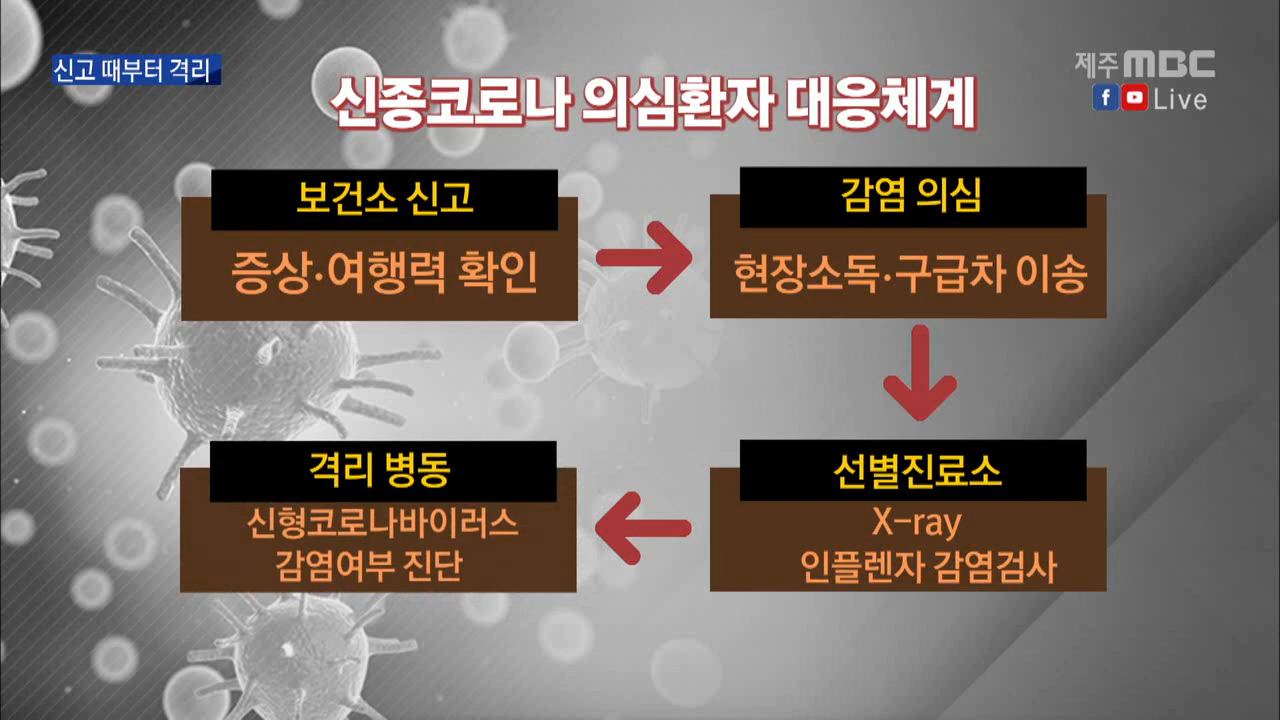 신고 때부터 격리
제주MBC
f Live
신종코로나 의심환자 대응체계
보건소 신고
증상·여행력 확인
감염 의심
현장소독·구급차 이송
선별진료소
X-ray
인플렌자 감염검사
격리 병동
신형코로나바이러스
감염여부 진단